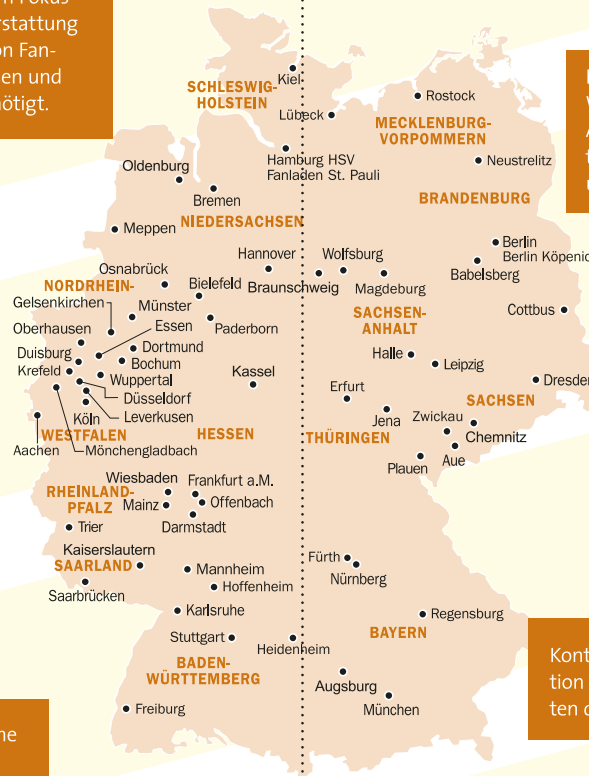 n Fokus
rstattung
on Fan-
en und
nötigt.
Kiel
SCHLESWIG-
HOLSTEIN
Lübeck
Rostock
MECKLENBURG-
VORPOMMERN
Hamburg HSV
Fanladen St. Pauli
Neustrelitz
Oldenburg
Bremen
BRANDENBURG
NIEDERSACHSEN
Meppen
Berlin
Berlin Köpenic
Babelsberg
Hannover
Wolfsburg
Osnabrück
Bielefeld
Braunschweig
Magdeburg
NORDRHEIN-
Gelsenkirchen
Münster
Cottbus
SACHSEN-
ANHALT
Oberhausen
Essen
Paderborn
Duisburg
Dortmund
Halle
Krefeld
Bochum
Leipzig
Wuppertal
Kassel
Dresden
Düsseldorf
Erfurt
SACHSEN
Köln
Leverkusen
Jena
Zwickau
WESTFALEN
HESSEN
THÜRINGEN
Chemnitz
Aachen
Mönchengladbach
Plauen
Aue
Wiesbaden
Frankfurt a.M.
RHEINLAND-
PFALZ
Mainz
Offenbach
Trier
Darmstadt
Kaiserslautern
SAARLAND
Mannheim
Fürth
Nürnberg
Saarbrücken
Hoffenheim
Karlsruhe
Regensburg
Stuttgart
Heidenheim
BAYERN
BADEN-
WÜRTTEMBERG
Augsburg
München
Freiburg
Kont
tion
ten d
ne